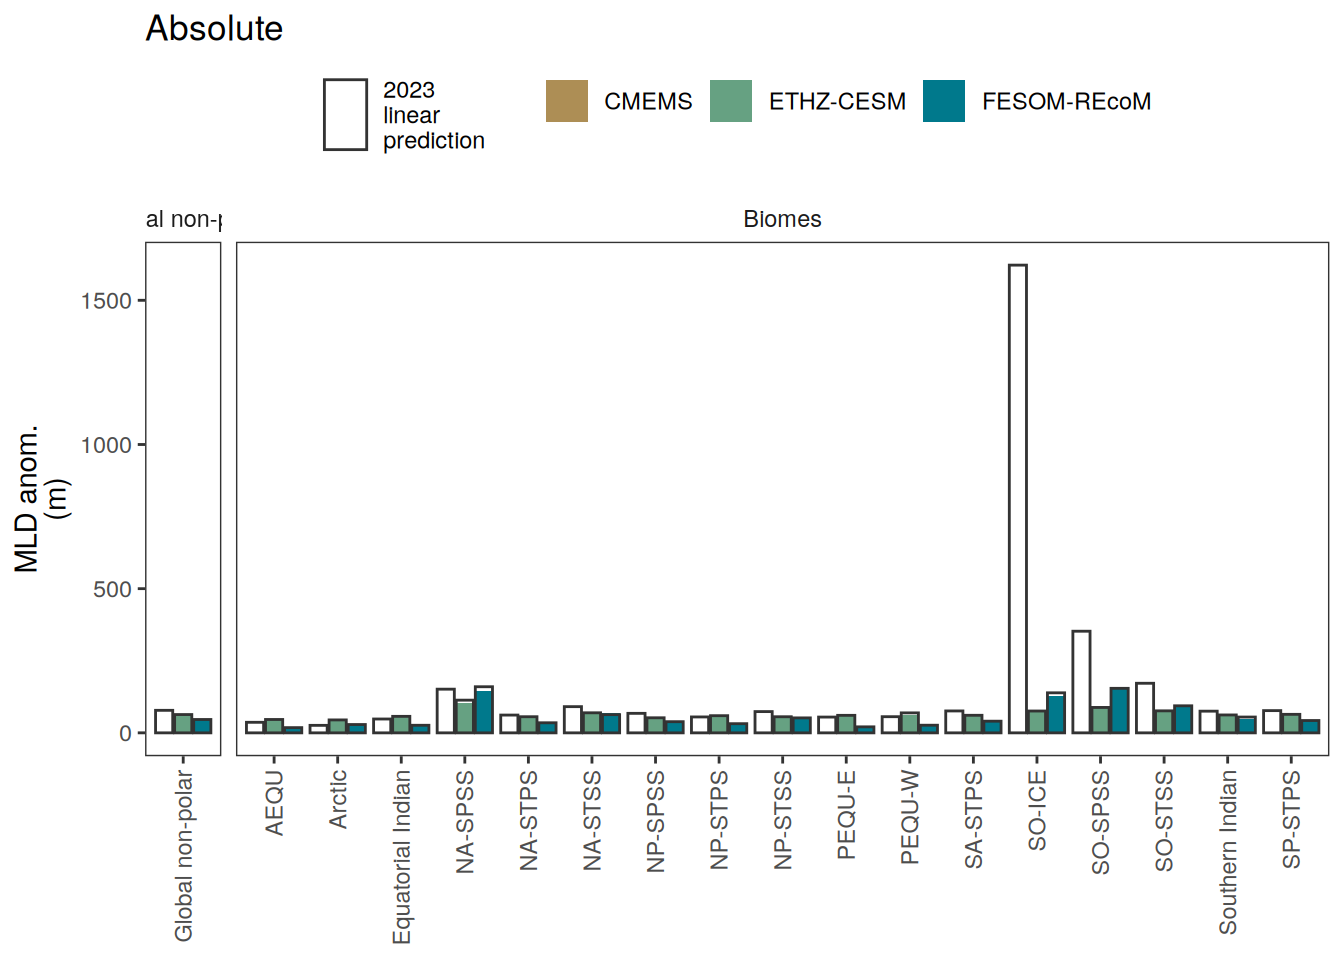 Absolute
2023
linear
prediction
CMEMS
ETHZ-CESM
FESOM-REcoM
al non-p
Biomes
MLD anom.
(m)
1500
1000
500
0
Global non-polar
AEQU
Arctic
Equatorial Indian
NA-SPSS
NA-STPS
NA-STSS
NP-SPSS
NP-STPS
NP-STSS
PEQU-E
PEQU-W
SA-STPS
SO-ICE
SO-SPSS
SO-STSS
Southern Indian
SP-STPS